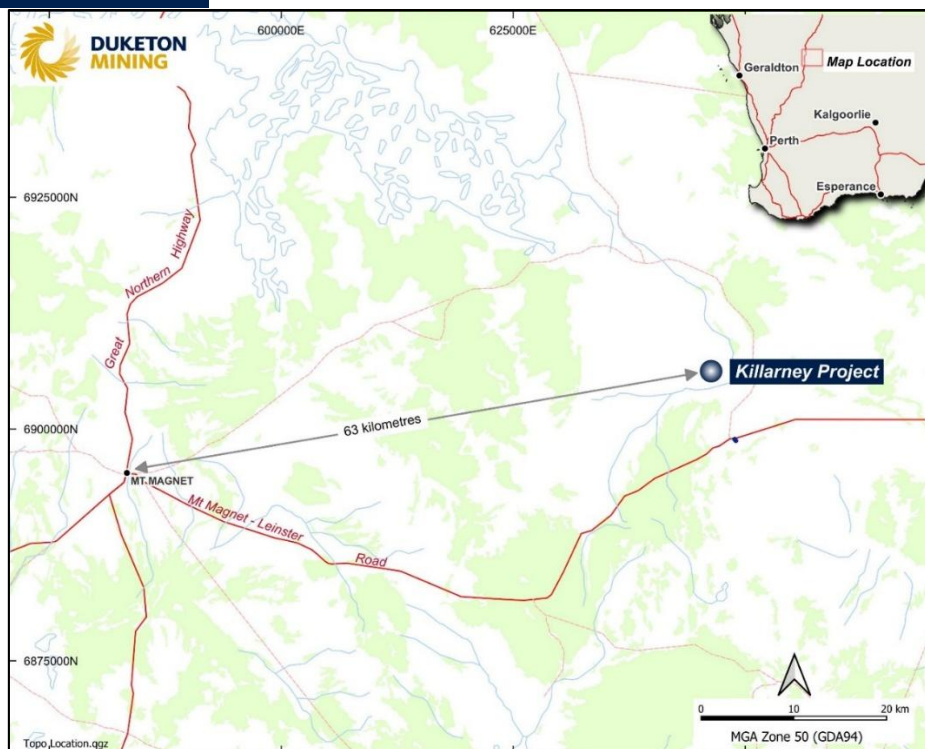 DUKETON
MINING
600000E
625000E
Geraldton
Map Location
Kalgoorlie
Perth
Esperance
6925000N
Great Northern Highway
Killarney Project
63 kilometres
6900000N
MT MAGNET
Mt Magnet - Leinster Road
6875000N
0 10 20 km
MGA Zone 50 (GDA94)
Topo_Location.qgz